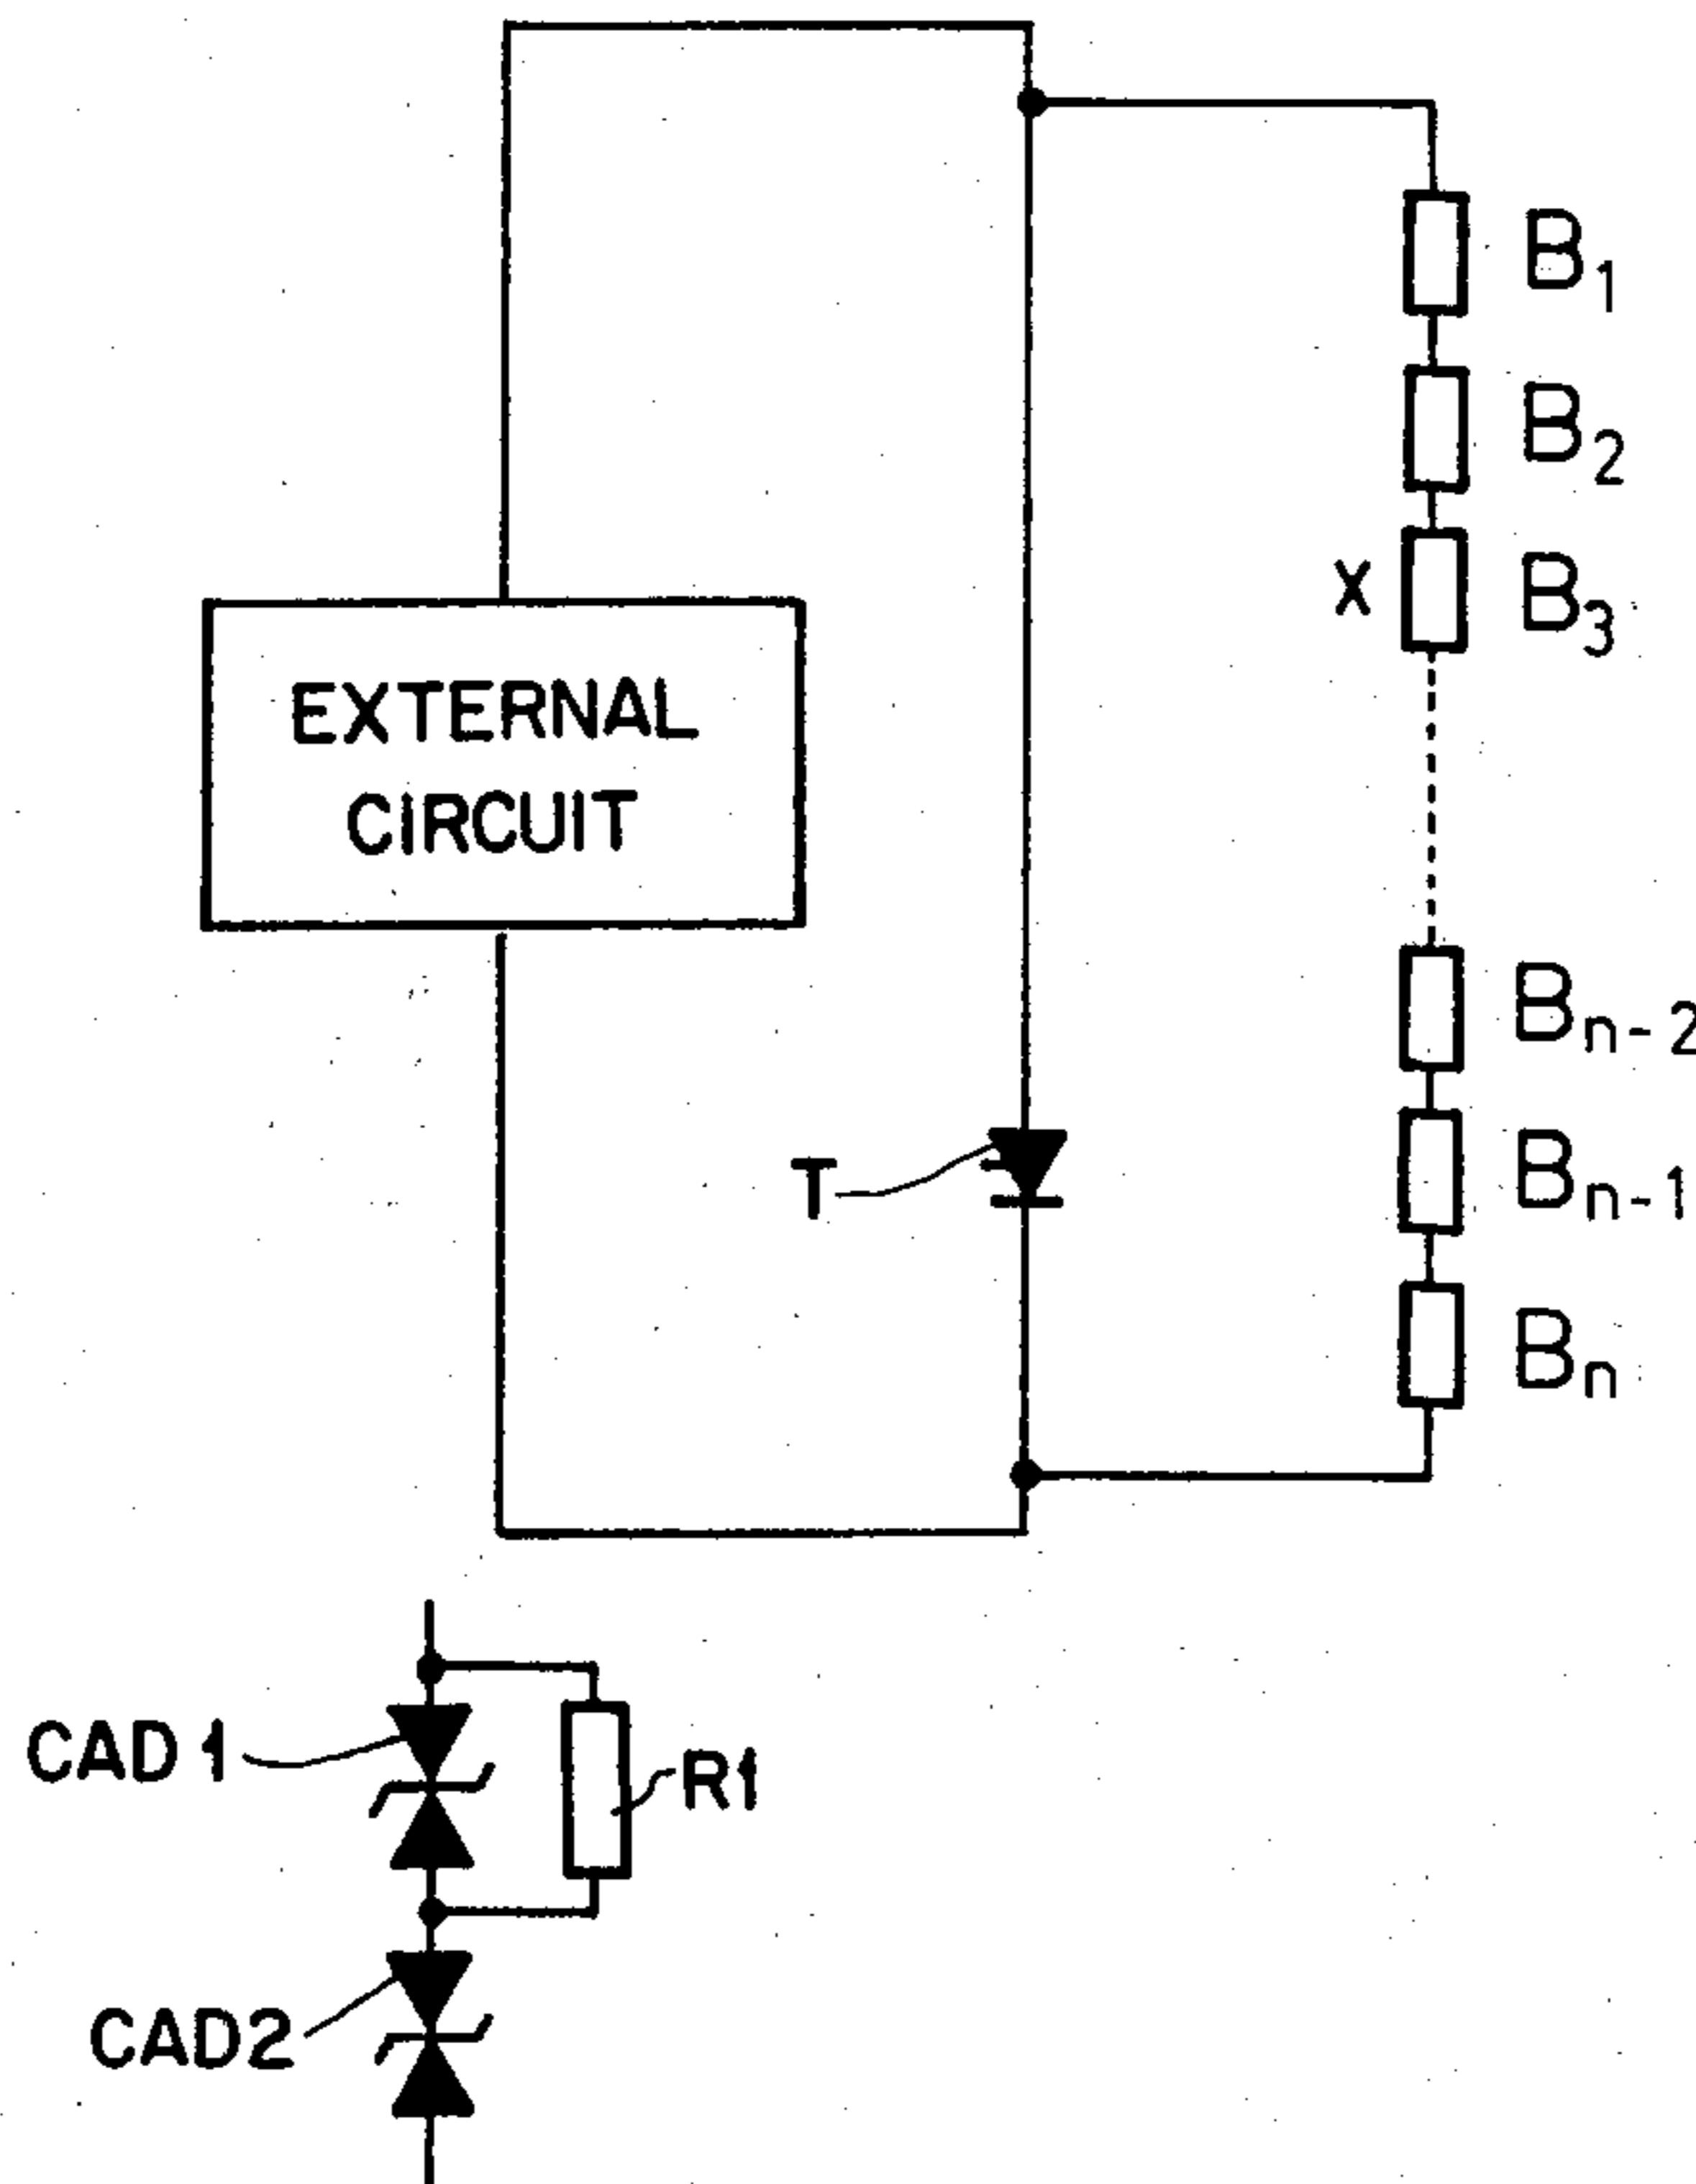 B1
B2
X B3
EXTERNAL
CIRCUIT
Bn-2
T
Bn-1
Bn
CAD 1
R1
CAD2